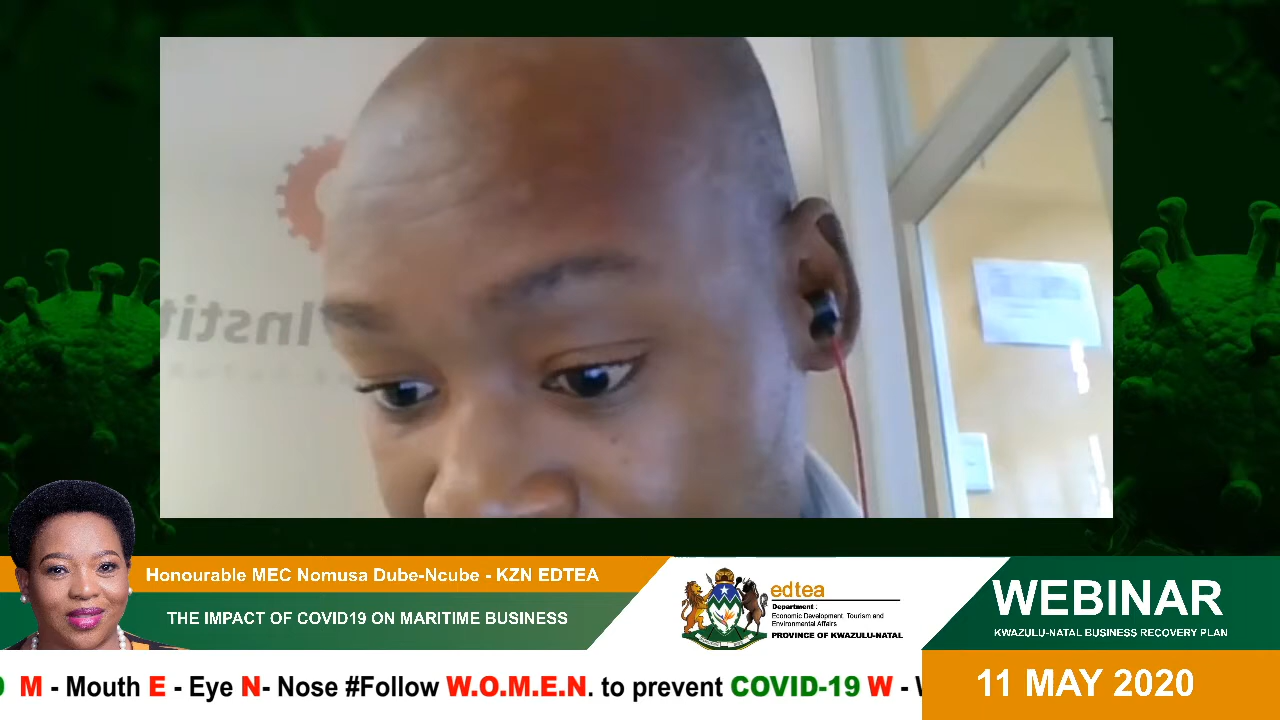 Instit
Honourable MEC Nomusa Dube-Ncube - KZN EDTEA
THE IMPACT OF COVID19 ON MARITIME BUSINESS
edtea
Department :
Economic Development Tourism and
Environmental Affairs
PROVINCE OF KWAZULU-NATAL
WEBINAR
KWAZULU-NATAL BUSINESS RECOVERY PLAN
M - Mouth E - Eye N- Nose #Follow W.O.M.E.N. to prevent COVID-19 W -
11 MAY 2020